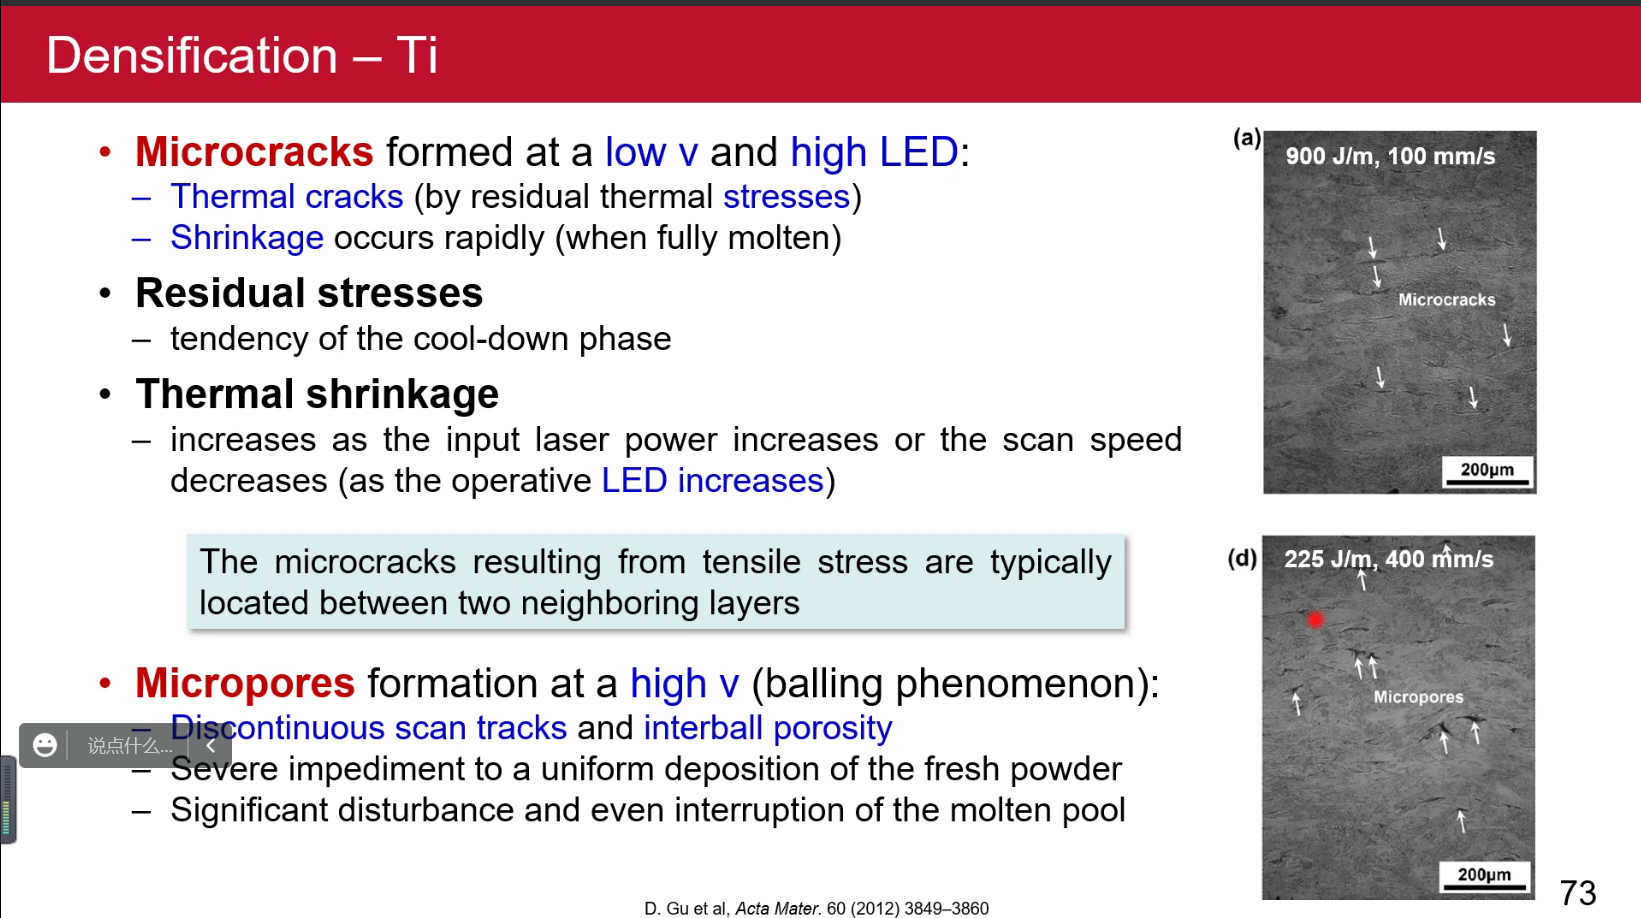 Densification – Ti
• Microcracks formed at a low v and high LED:
– Thermal cracks (by residual thermal stresses)
– Shrinkage occurs rapidly (when fully molten)
• Residual stresses
– tendency of the cool-down phase
• Thermal shrinkage
– increases as the input laser power increases or the scan speed
decreases (as the operative LED increases)
The microcracks resulting from tensile stress are typically
located between two neighboring layers
• Micropores formation at a high v (balling phenomenon):
– Discontinuous scan tracks and interball porosity
– Severe impediment to a uniform deposition of the fresh powder
– Significant disturbance and even interruption of the molten pool
说点什么...
(a)
900 J/m, 100 mm/s
Microcracks
200μm
(d)
225 J/m, 400 mm/s
Micropores
200μm
D. Gu et al, Acta Mater. 60 (2012) 3849–3860
73